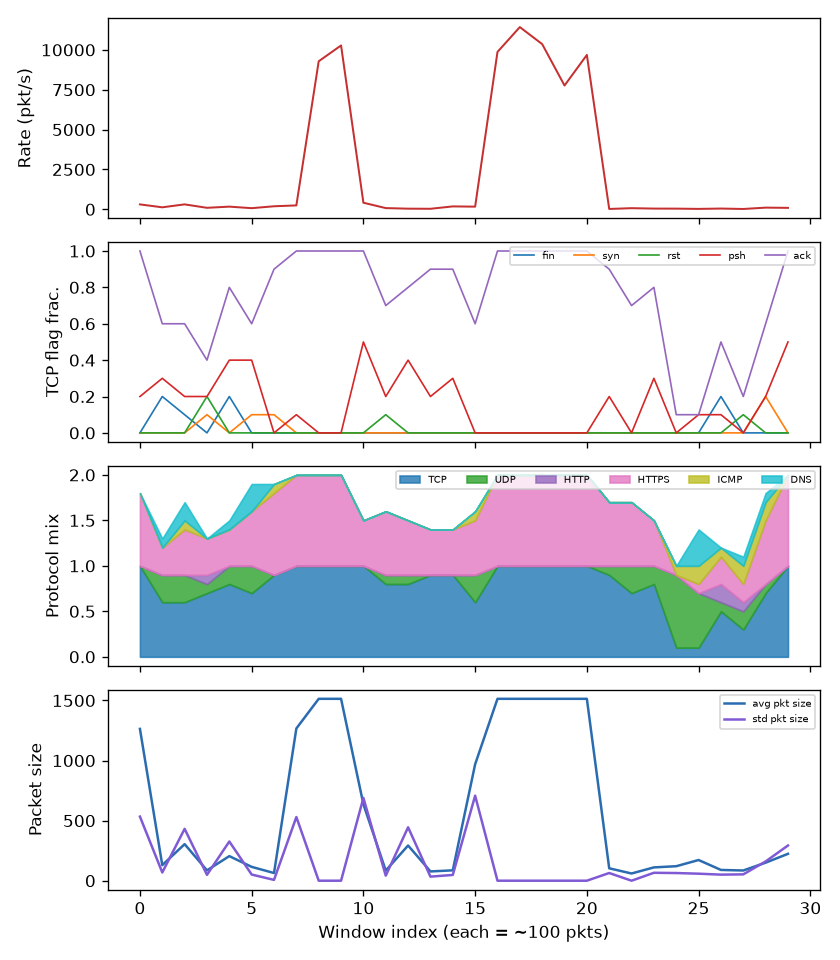 10000
7500
5000
2500
0
Rate (pkt/s)
1.0
0.8
0.6
0.4
0.2
0.0
TCP flag frac.
fin syn rst psh ack
2.0
1.5
1.0
0.5
0.0
Protocol mix
TCP UDP HTTP HTTPS ICMP DNS
1500
1000
500
0
Packet size
avg pkt size
std pkt size
0 5 10 15 20 25 30
Window index (each = ~100 pkts)